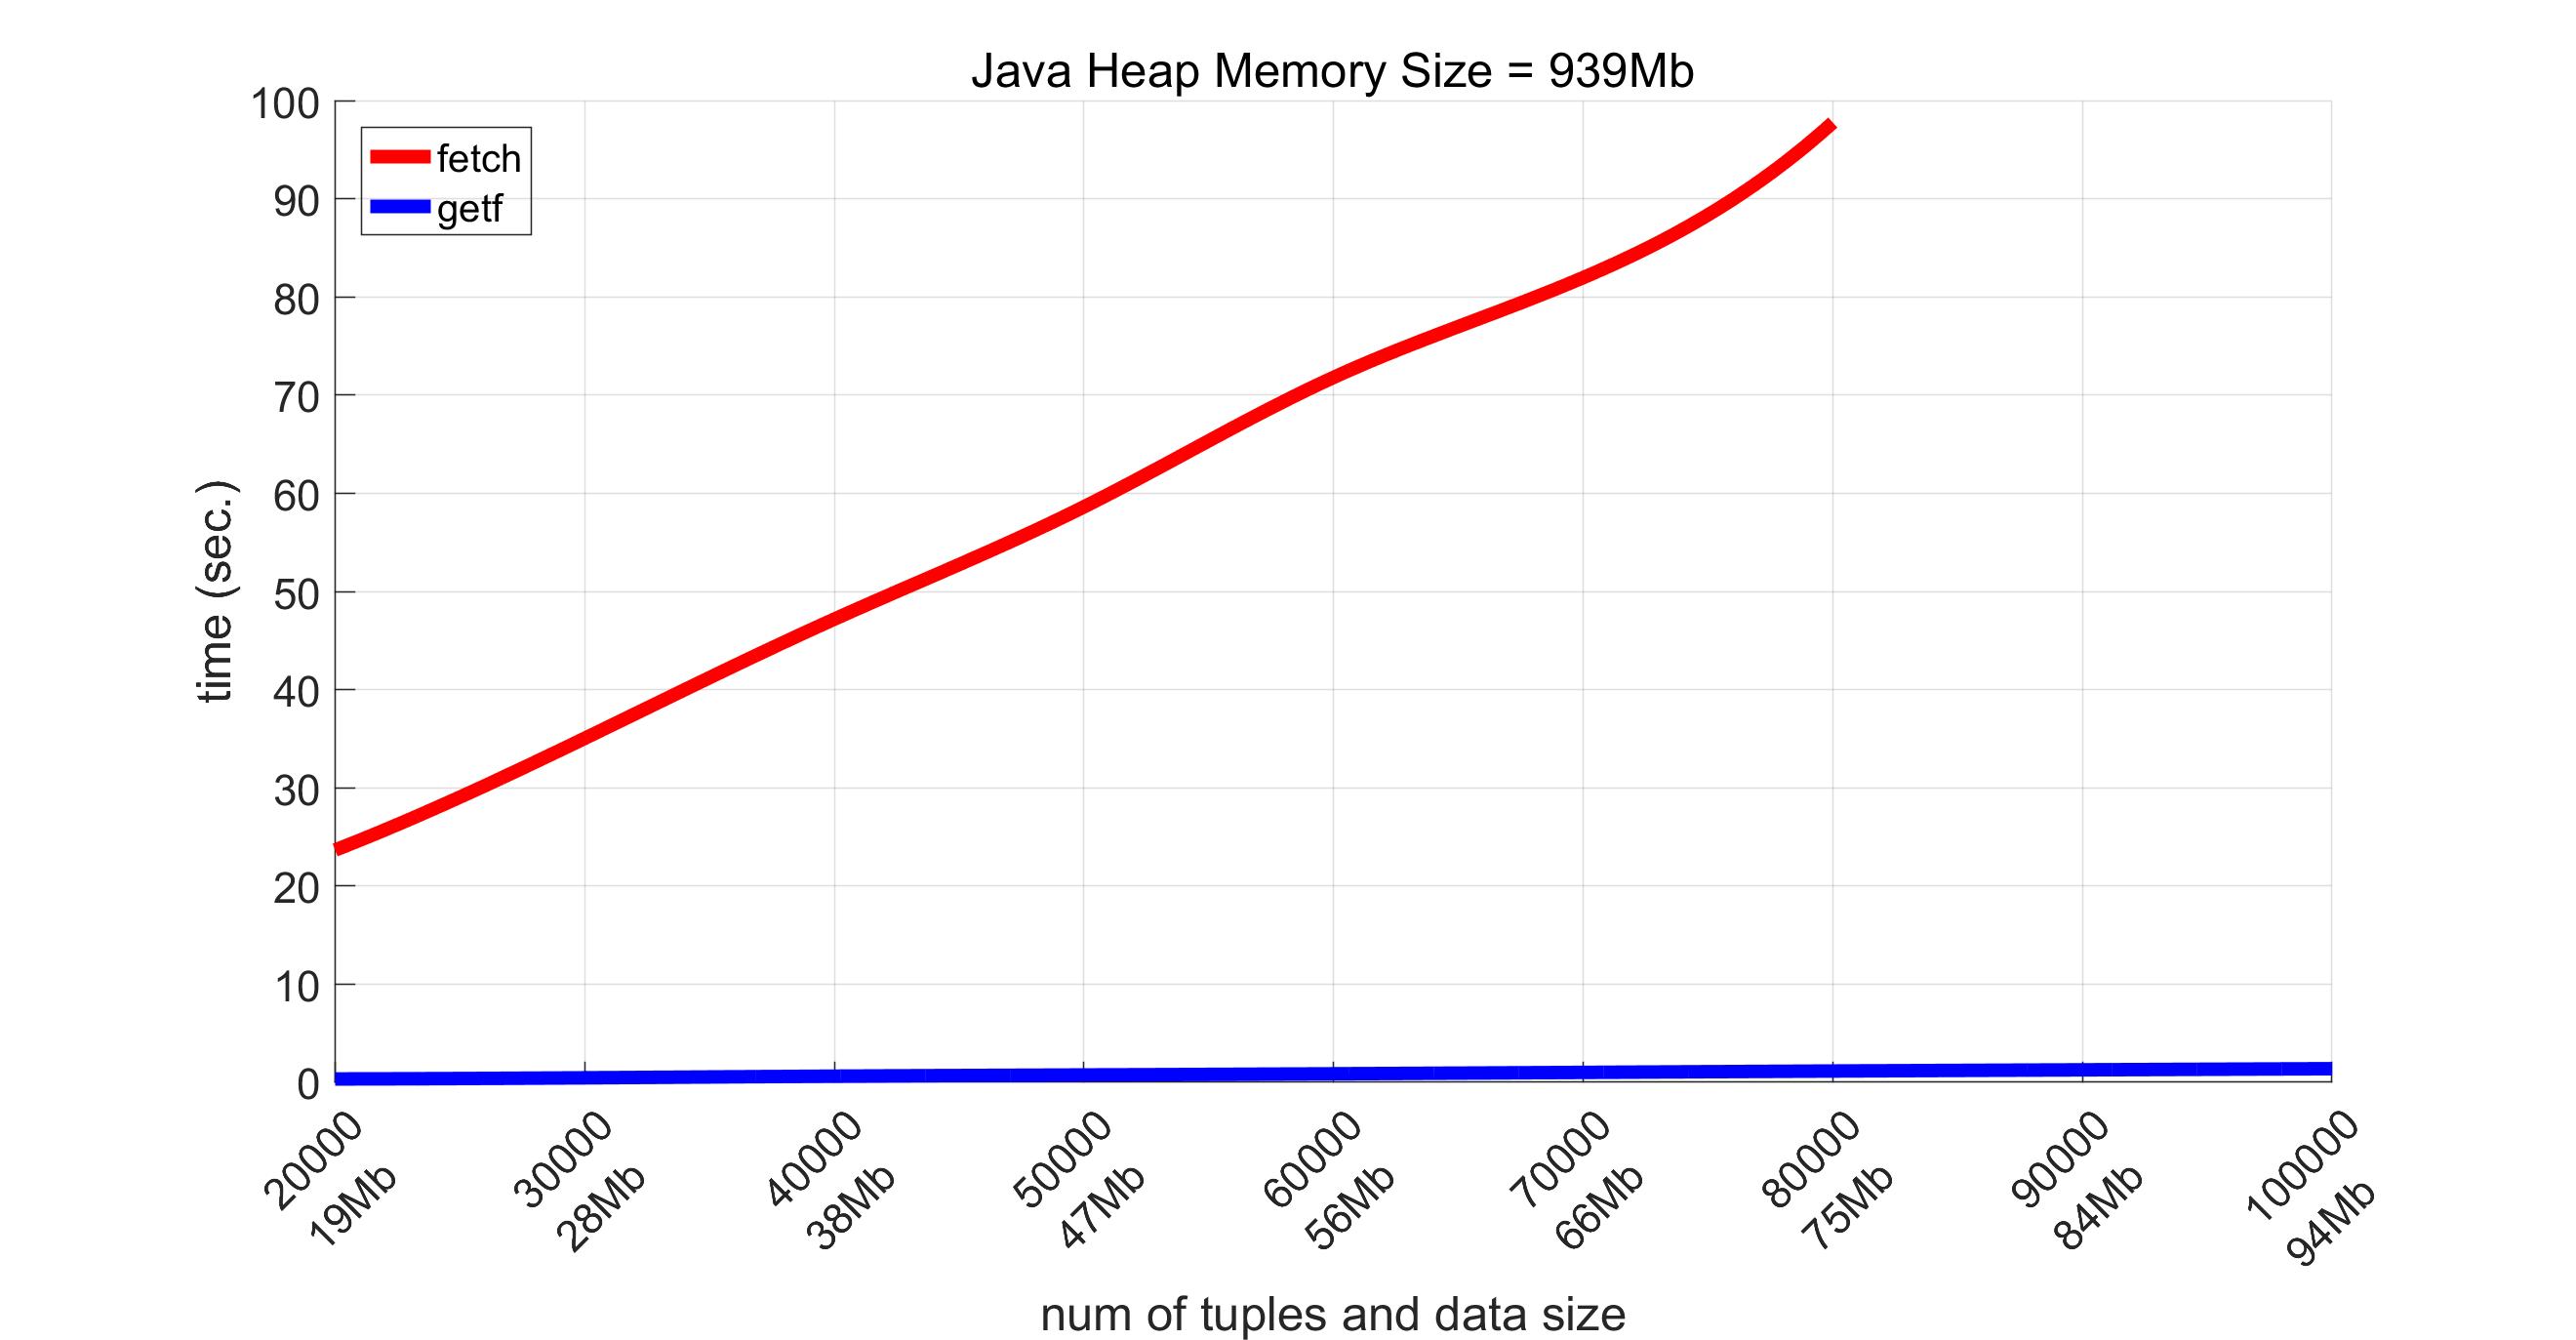 Java Heap Memory Size = 939Mb
fetch
getf
100
90
80
70
60
50
40
30
20
10
0
time (sec.)
20000
19Mb
30000
28Mb
40000
38Mb
50000
47Mb
60000
56Mb
70000
66Mb
80000
75Mb
90000
84Mb
100000
94Mb
num of tuples and data size